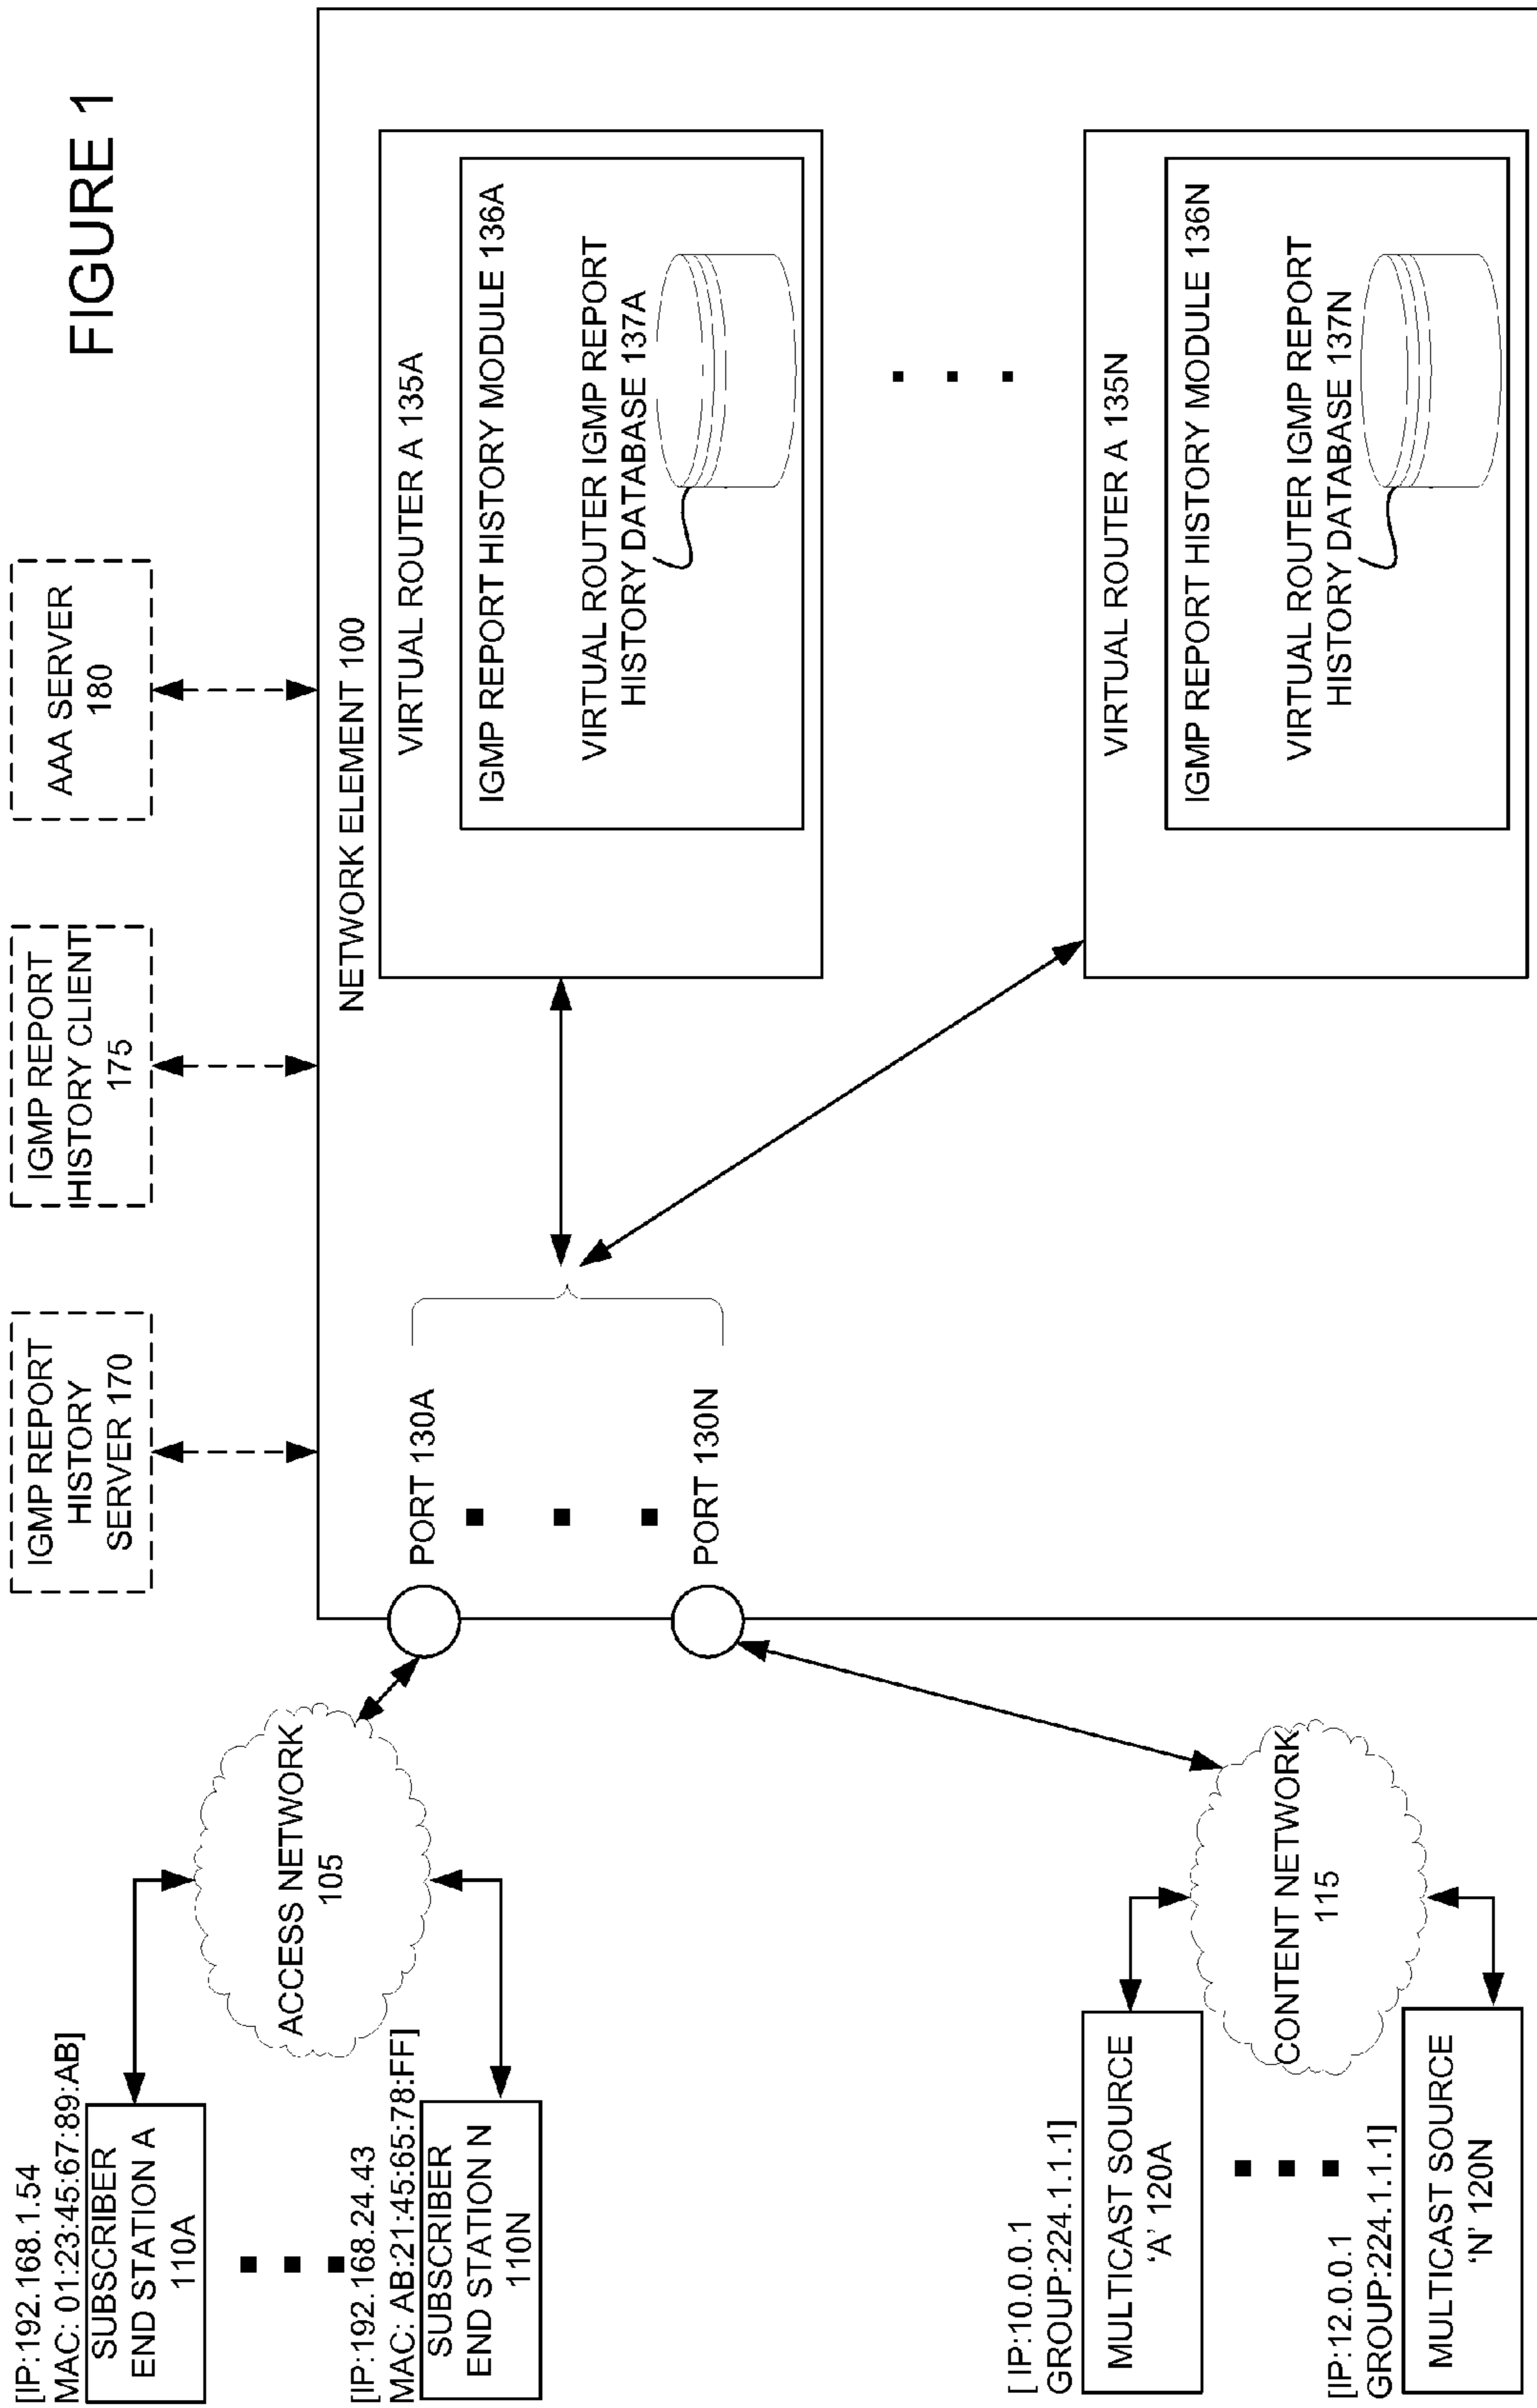 FIGURE 1
IGMP REPORT
HISTORY
SERVER 170
IGMP REPORT
HISTORY CLIENT
175
AAA SERVER
180
[IP:192.168.1.54
MAC: 01:23:45:67:89:AB]
SUBSCRIBER
END STATION A
110A
[IP:192.168.24.43
MAC: AB:21:45:65:78:FF]
SUBSCRIBER
END STATION N
110N
ACCESS NETWORK
105
[ IP:10.0.0.1
GROUP:224.1.1.1]
MULTICAST SOURCE
‘A’ 120A
[IP:12.0.0.1
GROUP:224.1.1.1]
MULTICAST SOURCE
‘N’ 120N
CONTENT NETWORK
115
NETWORK ELEMENT 100
PORT 130A
PORT 130N
VIRTUAL ROUTER A 135A
IGMP REPORT HISTORY MODULE 136A
VIRTUAL ROUTER IGMP REPORT
HISTORY DATABASE 137A
VIRTUAL ROUTER A 135N
IGMP REPORT HISTORY MODULE 136N
VIRTUAL ROUTER IGMP REPORT
HISTORY DATABASE 137N